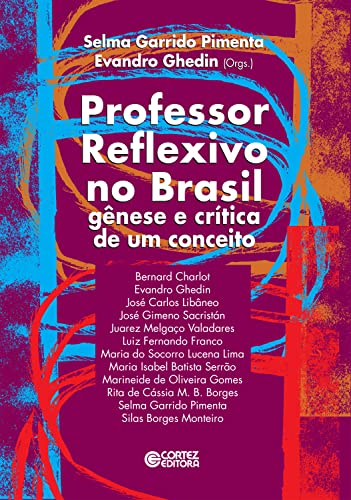 Selma Garrido Pimenta
Evandro Ghedin (Orgs.)
Professor
Reflexivo
no Brasil
gênese e crítica
de um conceito
Bernard Charlot
Evandro Ghedin
José Carlos Libâneo
José Gimeno Sacristán
Juarez Melgaço Valadares
Luiz Fernando Franco
Maria do Socorro Lucena Lima
Maria Isabel Batista Serrão
Marineide de Oliveira Gomes
Rita de Cássia M. B. Borges
Selma Garrido Pimenta
Silas Borges Monteiro
CORTEZ
EDITORA